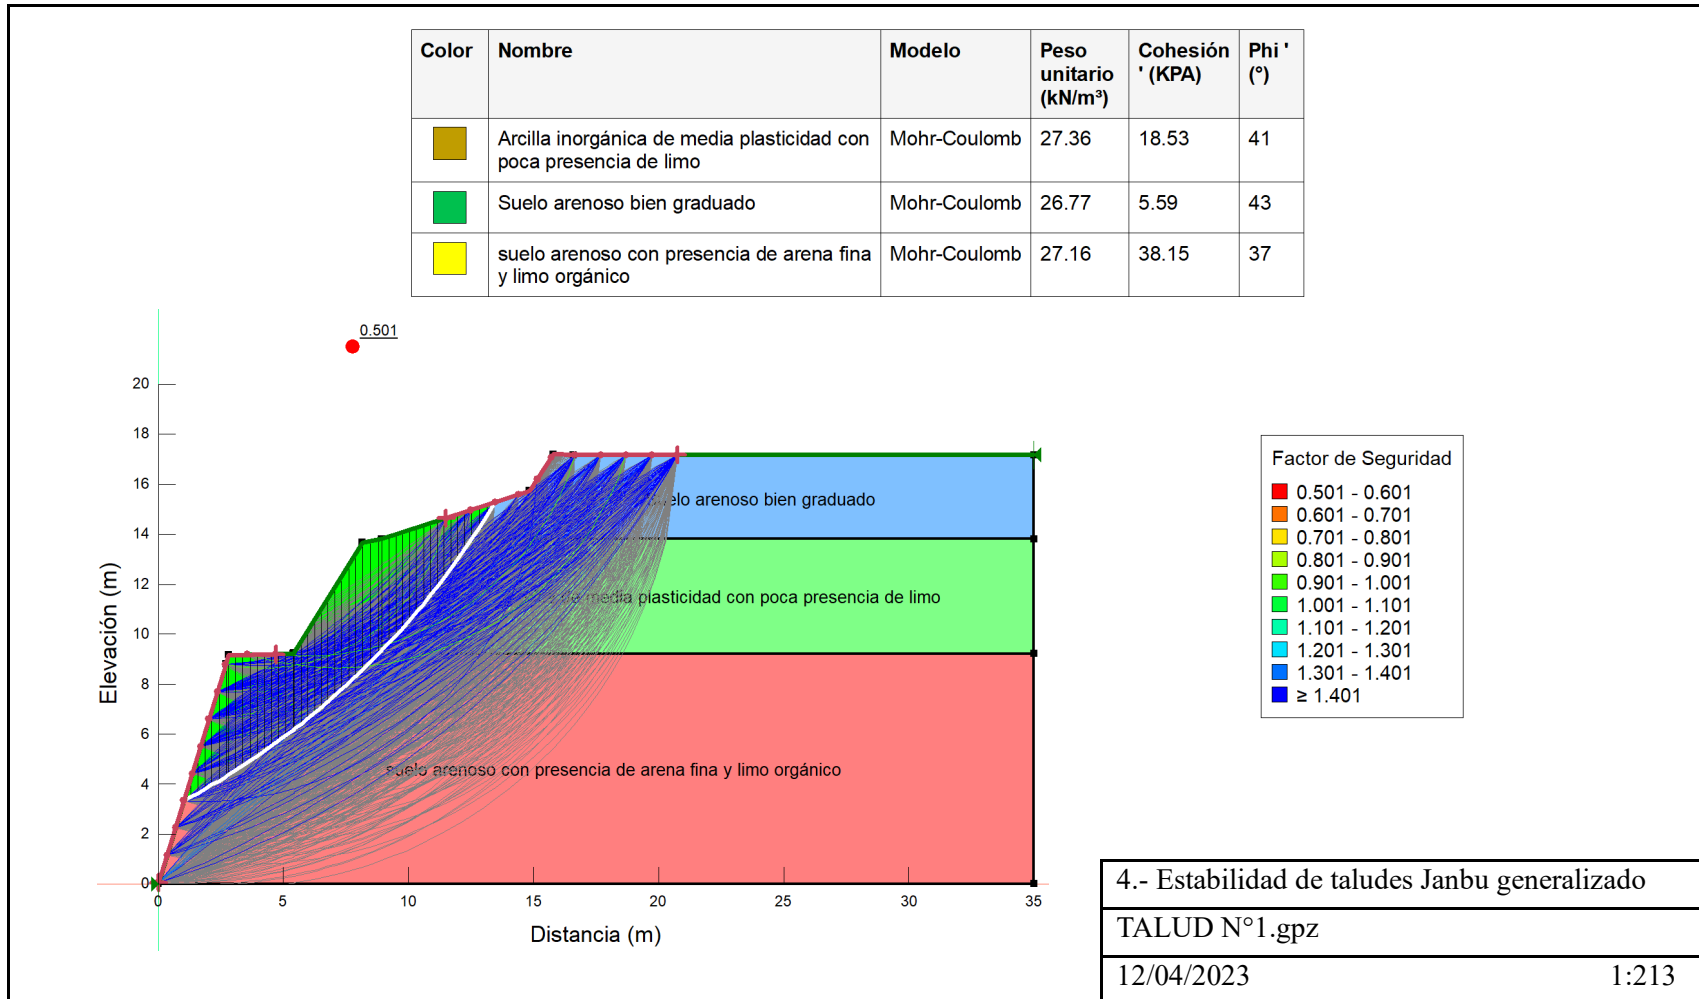 Color Nombre Modelo Peso unitario (kN/m³) Cohesión ' (KPA) Phi ' (°)
Arcilla inorgánica de media plasticidad con poca presencia de limo Mohr-Coulomb 27.36 18.53 41
Suelo arenoso bien graduado Mohr-Coulomb 26.77 5.59 43
suelo arenoso con presencia de arena fina y limo orgánico Mohr-Coulomb 27.16 38.15 37
0.501
20
18
16
14
12
10
8
6
4
2
0
Elevación (m)
arenoso bien graduado
de media plasticidad con poca presencia de limo
suelo arenoso con presencia de arena fina y limo orgánico
0 5 10 15 20 25 30 35
Distancia (m)
Factor de Seguridad
0.501 - 0.601
0.601 - 0.701
0.701 - 0.801
0.801 - 0.901
0.901 - 1.001
1.001 - 1.101
1.101 - 1.201
1.201 - 1.301
1.301 - 1.401
≥ 1.401
4.- Estabilidad de taludes Janbu generalizado
TALUD N°1.gpz
12/04/2023 1:213